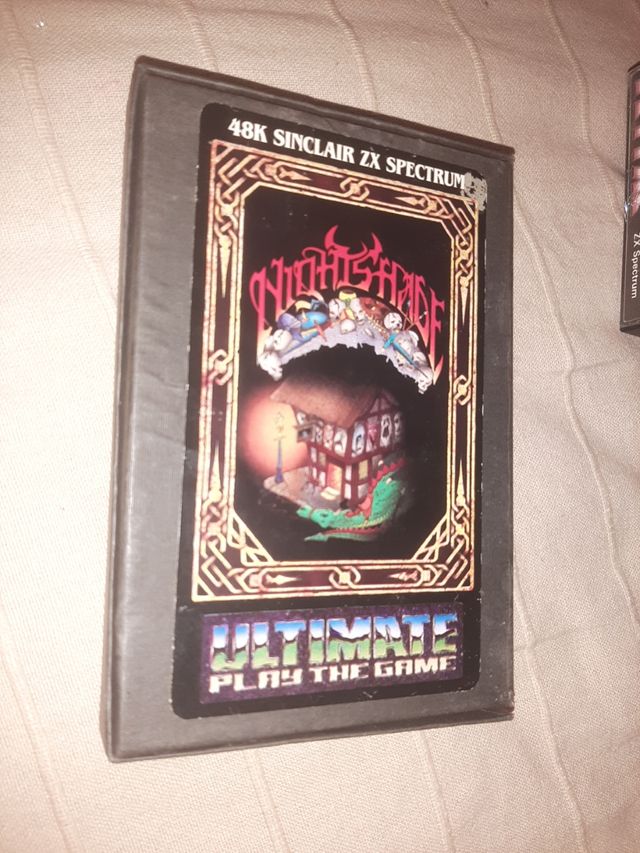 48K SINCLAIR ZX SPECTRUM
NIGHTSHADE
ULTIMATE
PLAY THE GAME
ZX Spectrum